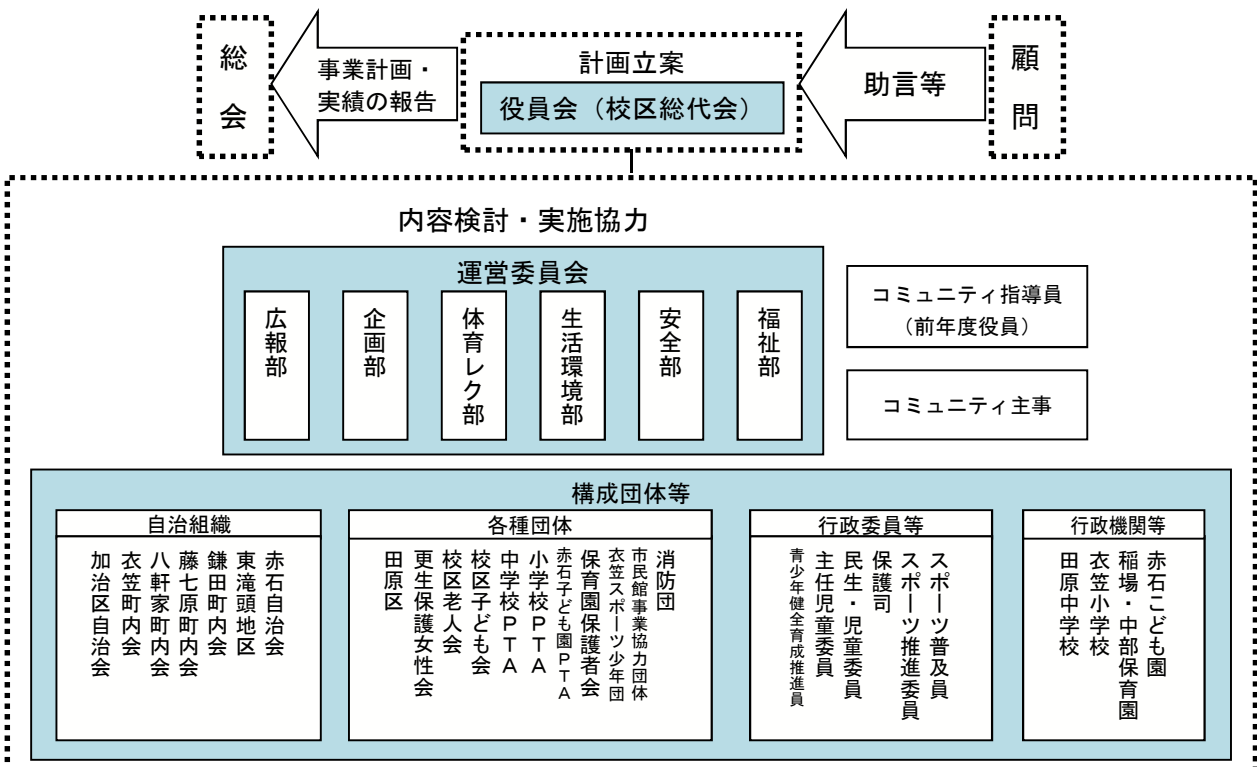 総会
事業計画・
実績の報告
計画立案
役員会（校区総代会）
助言等
顧問
内容検討・実施協力
運営委員会
広報部
企画部
体育レク部
生活環境部
安全部
福祉部
コミュニティ指導員
（前年度役員）
コミュニティ主事
構成団体等
自治組織
赤石自治会
東滝頭地区
鎌田町内会
藤七原町内会
八軒家町内会
衣笠町内会
加治区自治会
各種団体
消防団
市民館事業協力団体
衣笠スポーツ少年団
保育園保護者会
赤石子ども園ＰＴＡ
小学校ＰＴＡ
中学校ＰＴＡ
校区子ども会
校区老人会
更生保護女性会
田原区
行政委員等
スポーツ普及員
スポーツ推進委員
保護司
民生・児童委員
主任児童委員
青少年健全育成推進員
行政機関等
赤石こども園
稲場・中部保育園
衣笠小学校
田原中学校